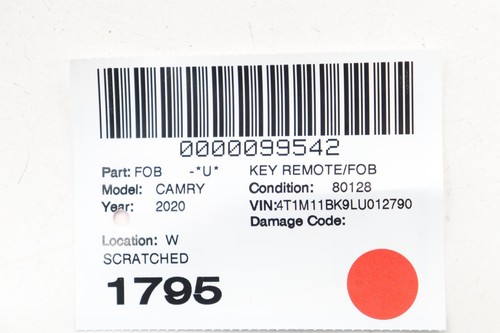 0000099542
Part: FOB -*U* KEY REMOTE/FOB
Model: CAMRY Condition: 80128
Year: 2020 VIN:4T1M11BK9LU012790
Damage Code:
Location: W
SCRATCHED
1795